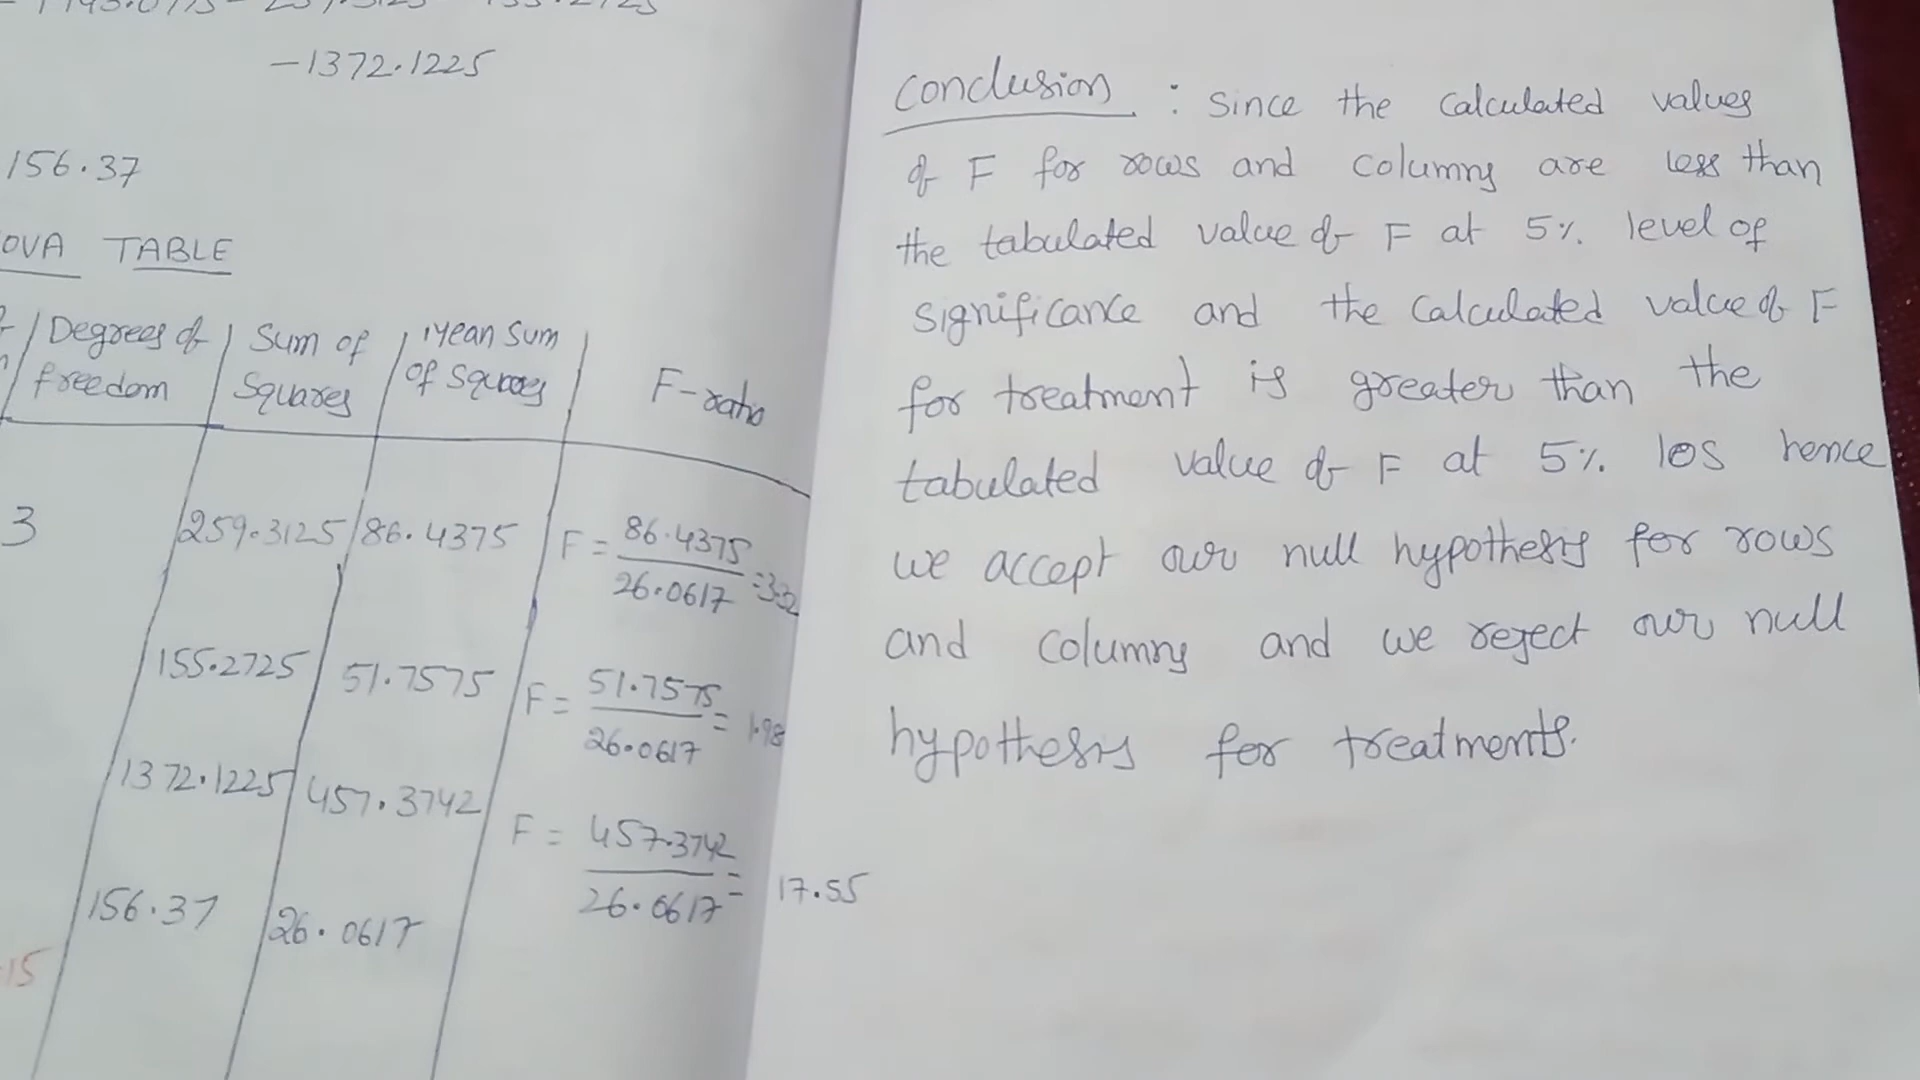 -1372.1225
156.37
OVA TABLE
Degrees of freedom | Sum of Squares | Mean Sum of Squares | F-ratio
3 | 259.3125 | 86.4375 | F = 86.4375 / 26.0617 = 3.32
155.2725 | 51.7575 | F = 51.7575 / 26.0617 = 1.98
1372.1225 | 457.3742 | F = 457.3742 / 26.0617 = 17.55
156.37 | 26.0617
15
Conclusion : Since the Calculated values
of F for rows and Columns are less than
the tabulated value of F at 5% level of
significance and the Calculated value of F
for treatment is greater than the
tabulated value of F at 5% los hence
we accept our null hypothesis for rows
and Columns and we reject our null
hypothesis for treatments.